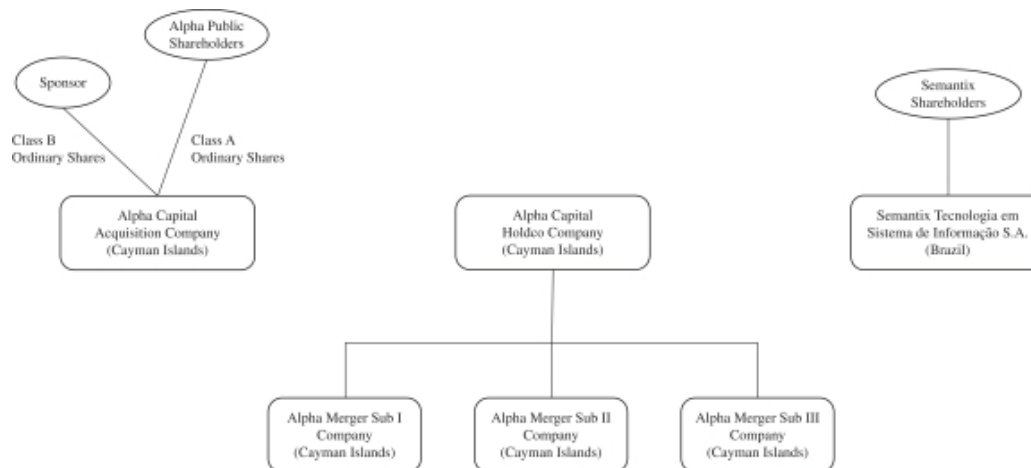 Alpha Public
Shareholders
Sponsor
Semantix
Shareholders
Class B
Ordinary Shares
Class A
Ordinary Shares
Alpha Capital
Acquisition Company
(Cayman Islands)
Alpha Capital
Holdco Company
(Cayman Islands)
Semantix Tecnologia em
Sistema de Informação S.A.
(Brazil)
Alpha Merger Sub I
Company
(Cayman Islands)
Alpha Merger Sub II
Company
(Cayman Islands)
Alpha Merger Sub III
Company
(Cayman Islands)